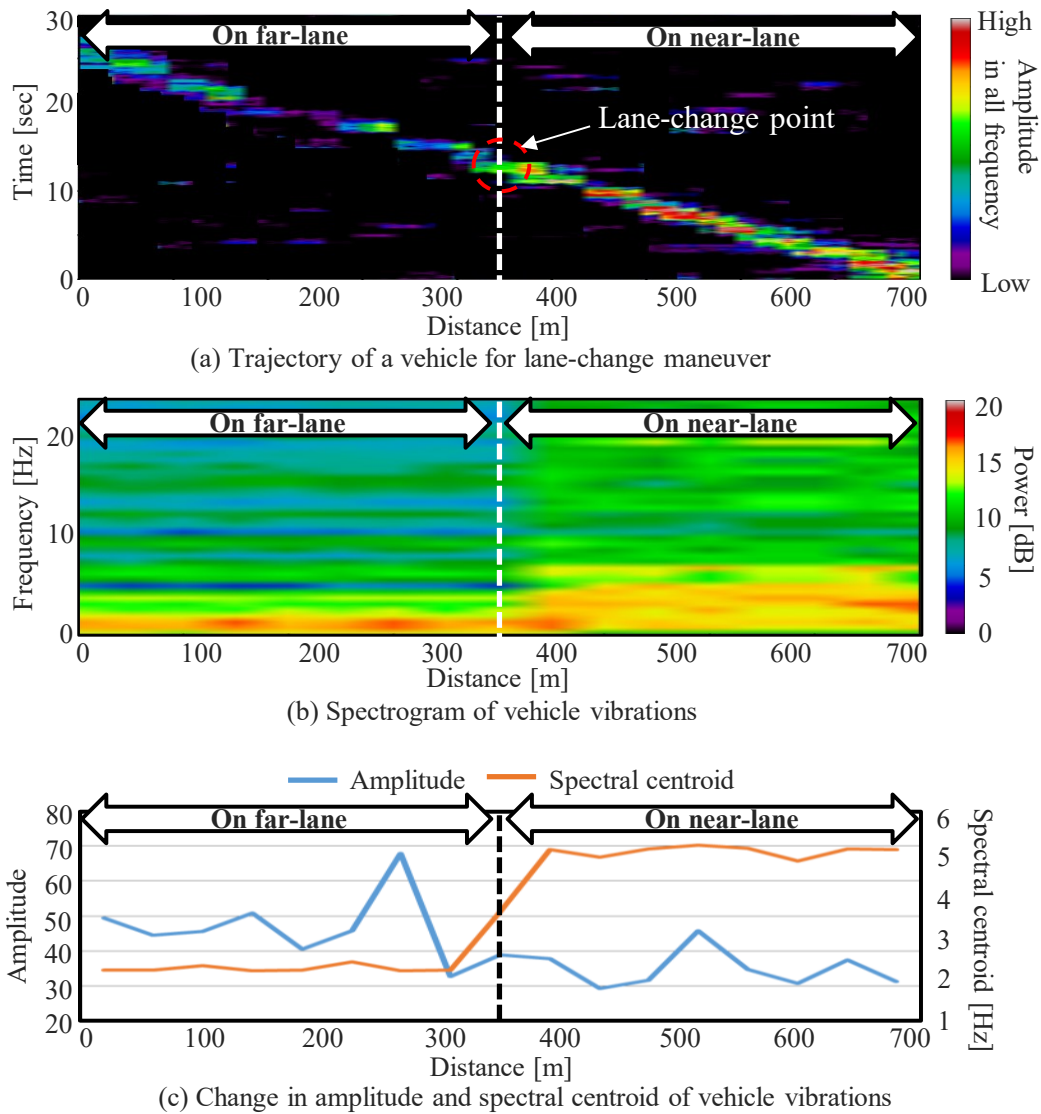 30
20
10
0
Time [sec]
On far-lane
On near-lane
Lane-change point
High
Low
Amplitude
in all frequency
0
100
200
300
400
500
600
700
Distance [m]
(a) Trajectory of a vehicle for lane-change maneuver
20
10
0
Frequency [Hz]
On far-lane
On near-lane
20
15
10
5
0
Power [dB]
0
100
200
300
400
500
600
700
Distance [m]
(b) Spectrogram of vehicle vibrations
Amplitude
Spectral centroid
80
70
60
50
40
30
20
Amplitude
On far-lane
On near-lane
6
5
4
3
2
1
Spectral centroid [Hz]
0
100
200
300
400
500
600
700
Distance [m]
(c) Change in amplitude and spectral centroid of vehicle vibrations